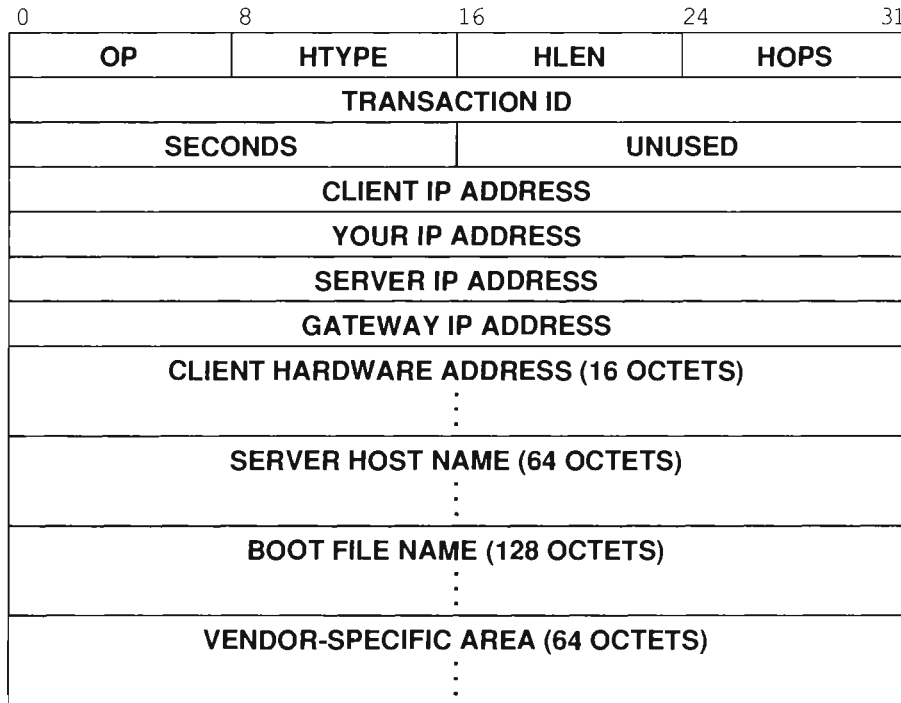 0 8 16 24 31
OP HTYPE HLEN HOPS
TRANSACTION ID
SECONDS UNUSED
CLIENT IP ADDRESS
YOUR IP ADDRESS
SERVER IP ADDRESS
GATEWAY IP ADDRESS
CLIENT HARDWARE ADDRESS (16 OCTETS)
SERVER HOST NAME (64 OCTETS)
BOOT FILE NAME (128 OCTETS)
VENDOR-SPECIFIC AREA (64 OCTETS)